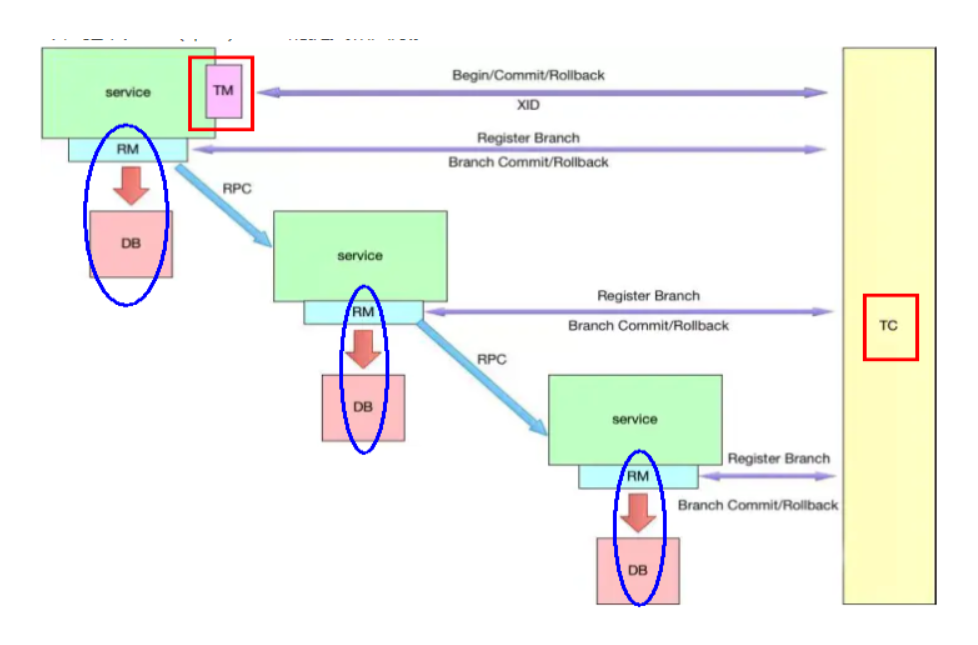 service
TM
Begin/Commit/Rollback
XID
RM
Register Branch
Branch Commit/Rollback
RPC
DB
service
RM
Register Branch
Branch Commit/Rollback
TC
RPC
DB
service
RM
Register Branch
Branch Commit/Rollback
DB